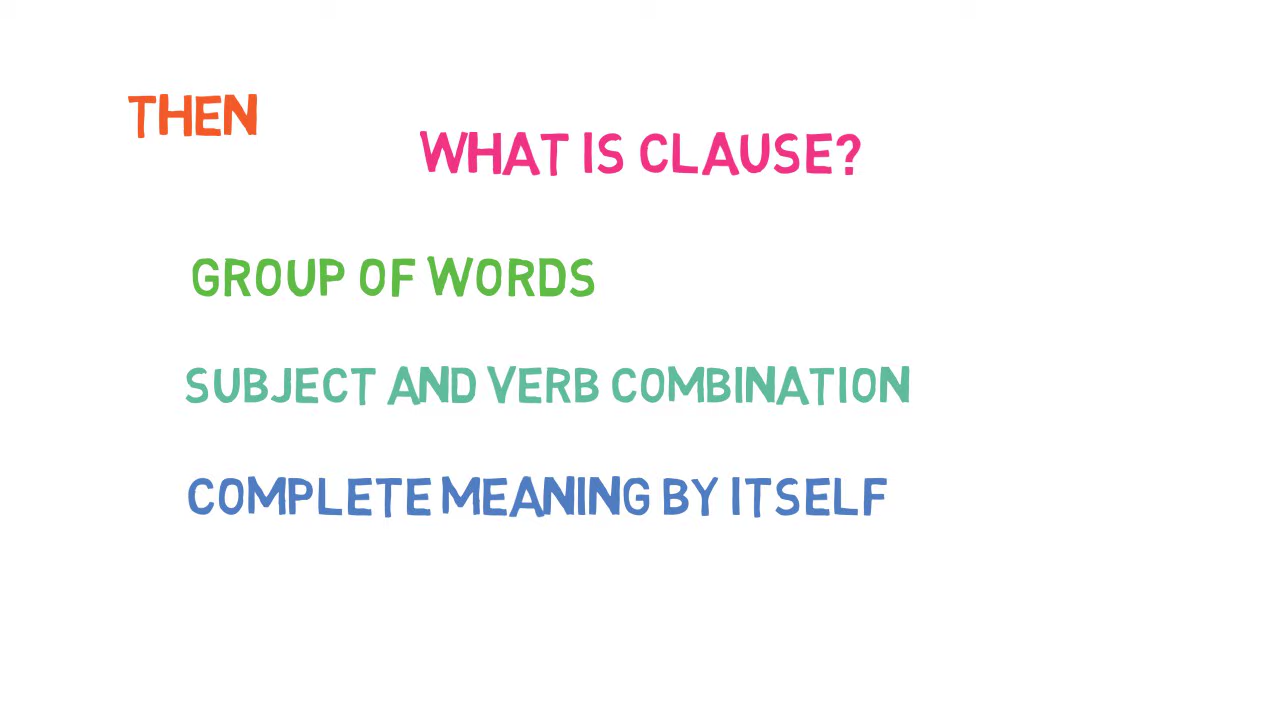 THEN
WHAT IS CLAUSE?
GROUP OF WORDS
SUBJECT AND VERB COMBINATION
COMPLETE MEANING BY ITSELF